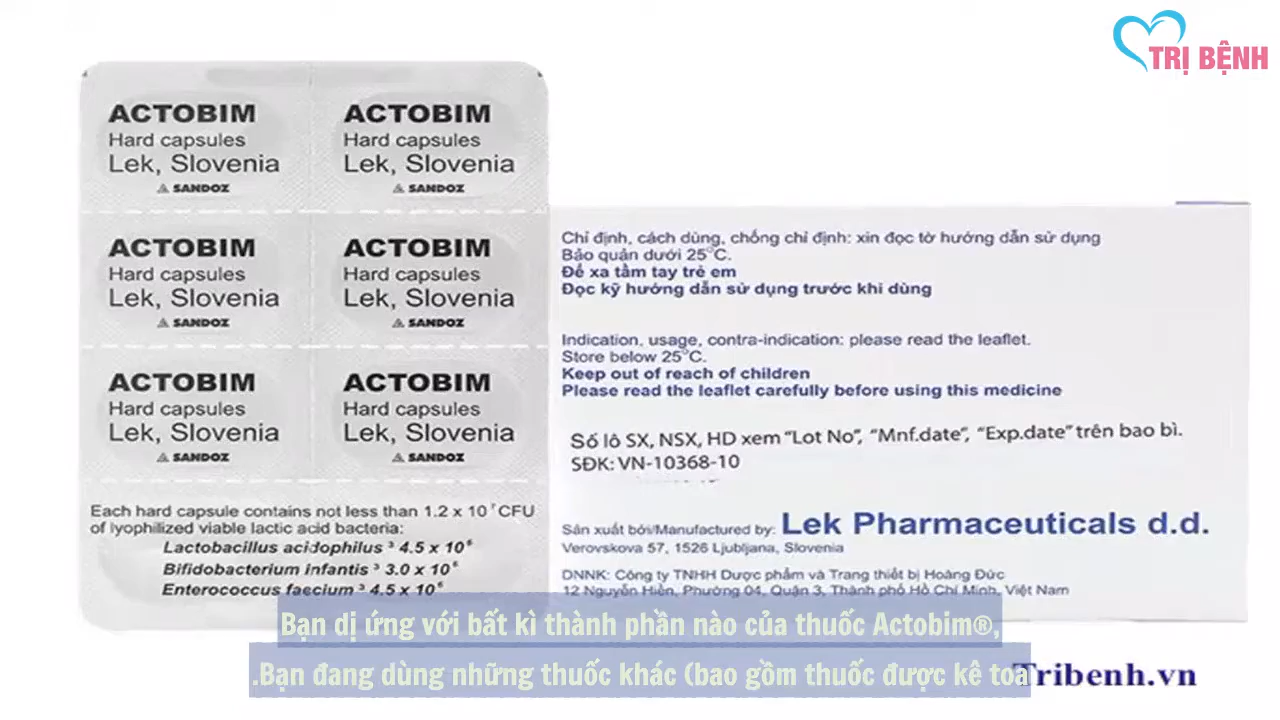 TRỊ BỆNH
ACTOBIM
Hard capsules
Lek, Slovenia
SANDOZ
ACTOBIM
Hard capsules
Lek, Slovenia
SANDOZ
ACTOBIM
Hard capsules
Lek, Slovenia
SANDOZ
ACTOBIM
Hard capsules
Lek, Slovenia
SANDOZ
ACTOBIM
Hard capsules
Lek, Slovenia
SANDOZ
ACTOBIM
Hard capsules
Lek, Slovenia
SANDOZ
Each hard capsule contains not less than 1.2 x 10⁷ CFU
of lyophilized viable lactic acid bacteria:
Lactobacillus acidophilus ³ 4.5 x 10⁶
Bifidobacterium infantis ³ 3.0 x 10⁶
Enterococcus faecium ³ 4.5 x 10⁶
Chỉ định, cách dùng, chống chỉ định: xin đọc tờ hướng dẫn sử dụng
Bảo quản dưới 25°C.
Để xa tầm tay trẻ em
Đọc kỹ hướng dẫn sử dụng trước khi dùng
Indication, usage, contra-indication: please read the leaflet.
Store below 25°C.
Keep out of reach of children
Please read the leaflet carefully before using this medicine
Số lô SX, NSX, HD xem “Lot No”, “Mnf.date”, “Exp.date” trên bao bì.
SĐK: VN-10368-10
Sản xuất bởi/Manufactured by: Lek Pharmaceuticals d.d.
Verovskova 57, 1526 Ljubljana, Slovenia
DNNK: Công ty TNHH Dược phẩm và Trang thiết bị Hoàng Đức
12 Nguyễn Hiền, Phường 04, Quận 3, Thành phố Hồ Chí Minh, Việt Nam
Bạn dị ứng với bất kì thành phần nào của thuốc Actobim®,
.Bạn đang dùng những thuốc khác (bao gồm thuốc được kê toa
Tribenh.vn